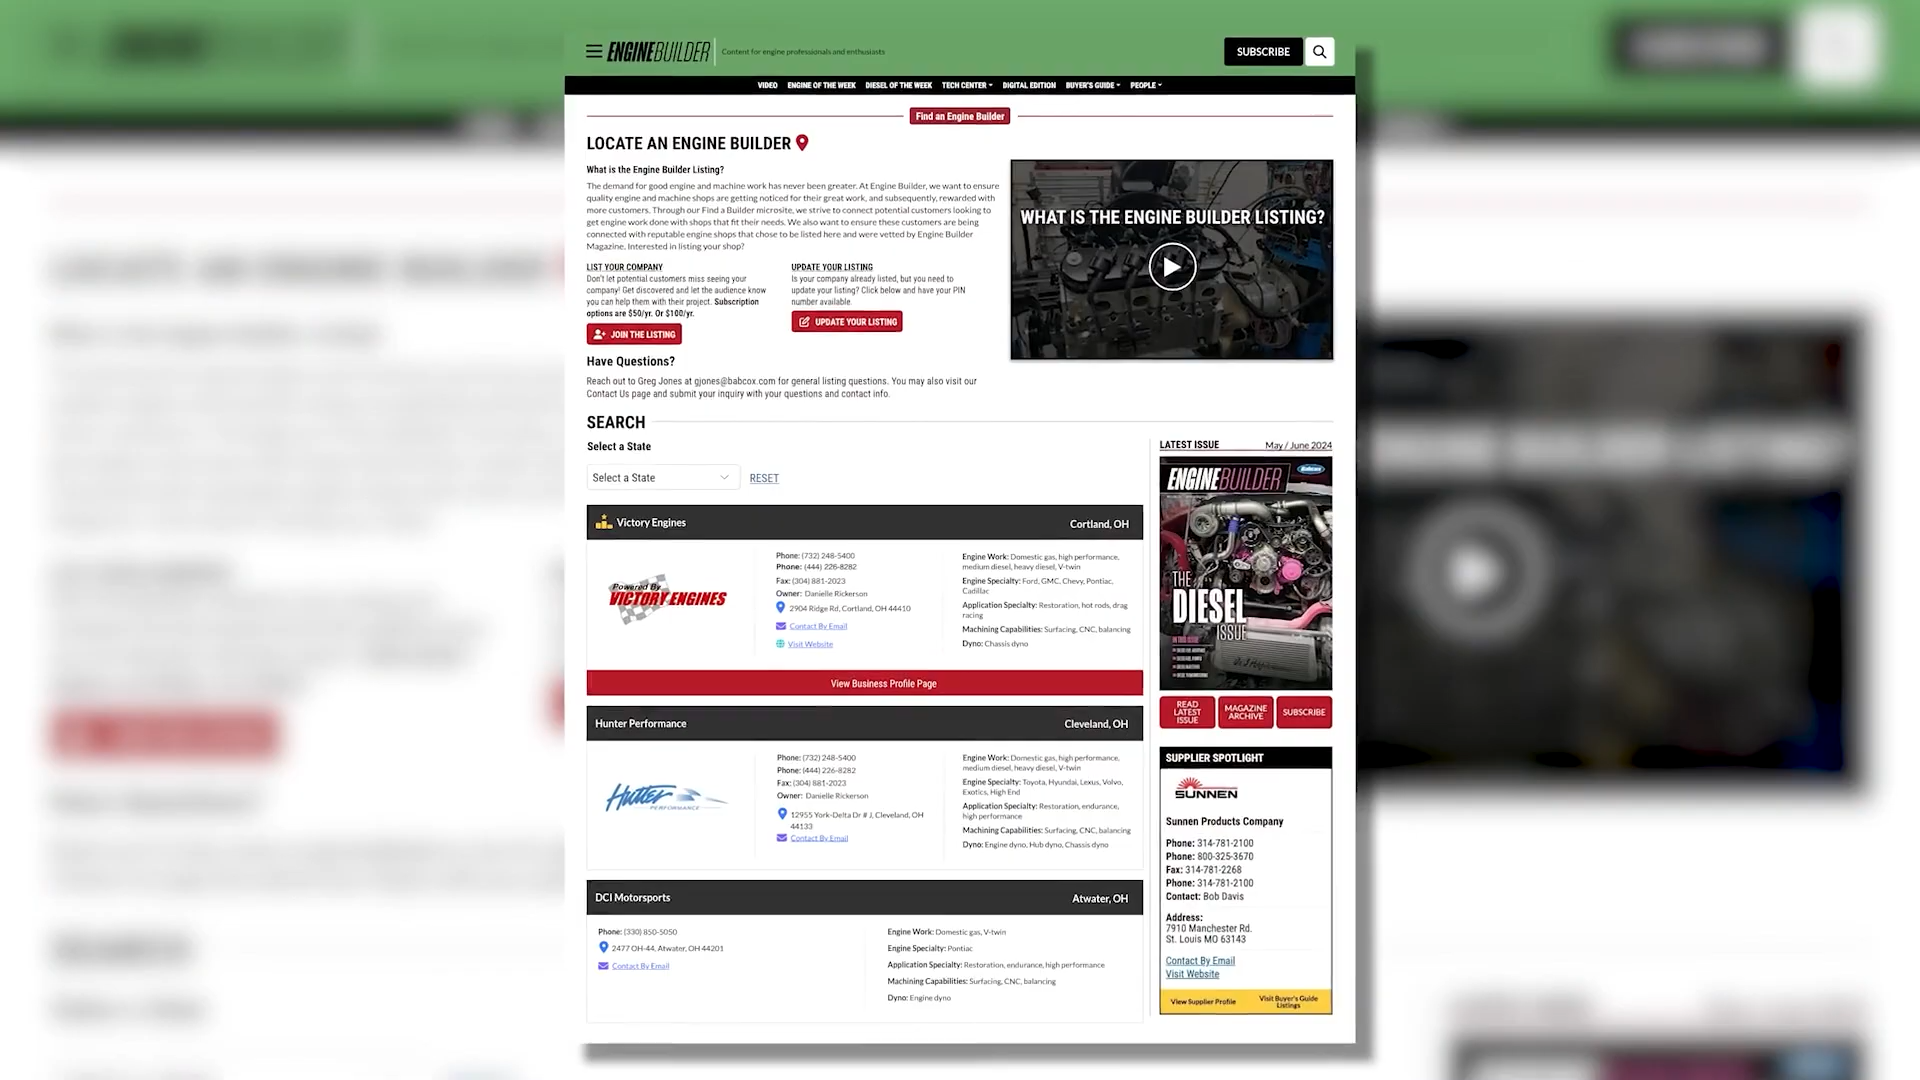 ENGINEBUILDER
Content for engine professionals and enthusiasts
SUBSCRIBE
VIDEO ENGINE OF THE WEEK DIESEL OF THE WEEK TECH CENTER DIGITAL EDITION BUYER'S GUIDE PEOPLE
Find an Engine Builder
LOCATE AN ENGINE BUILDER
What is the Engine Builder Listing?
The demand for good engine and machine work has never been greater. At Engine Builder, we want to ensure
quality engine and machine shops are getting noticed for their great work, and subsequently, rewarded with
more customers. Through our Find a Builder microsite, we strive to connect potential customers looking to
get engine work done with shops that fit their needs. We also want to ensure these customers are being
connected with reputable engine shops that chose to be listed here and were vetted by Engine Builder
Magazine. Interested in listing your shop?
LIST YOUR COMPANY
Don't let potential customers miss seeing your
company! Get discovered and let the audience know
you can help them with their project. Subscription
options are $50/yr. Or $100/yr.
JOIN THE LISTING
UPDATE YOUR LISTING
Is your company already listed, but you need to
update your listing? Click below and have your PIN
number available.
UPDATE YOUR LISTING
WHAT IS THE ENGINE BUILDER LISTING?
Have Questions?
Reach out to Greg Jones at gjones@babcox.com for general listing questions. You may also visit our
Contact Us page and submit your inquiry with your questions and contact info.
SEARCH
Select a State
Select a State
RESET
Victory Engines
Cortland, OH
Powered By
VICTORY ENGINES
Phone: (732) 248-5400
Phone: (444) 226-8282
Fax: (304) 881-2023
Owner: Danielle Rickerson
2904 Ridge Rd, Cortland, OH 44410
Contact By Email
Visit Website
Engine Work: Domestic gas, high performance,
medium diesel, heavy diesel, V-twin
Engine Specialty: Ford, GMC, Chevy, Pontiac,
Cadillac
Application Specialty: Restoration, hot rods, drag
racing
Machining Capabilities: Surfacing, CNC, balancing
Dyno: Chassis dyno
View Business Profile Page
Hunter Performance
Cleveland, OH
Hutter
PERFORMANCE
Phone: (732) 248-5400
Phone: (444) 226-8282
Fax: (304) 881-2023
Owner: Danielle Rickerson
12955 York-Delta Dr # J, Cleveland, OH
44133
Contact By Email
Engine Work: Domestic gas, high performance,
medium diesel, heavy diesel, V-twin
Engine Specialty: Toyota, Hyundai, Lexus, Volvo,
Exotics, High End
Application Specialty: Restoration, endurance,
high performance
Machining Capabilities: Surfacing, CNC, balancing
Dyno: Engine dyno, Hub dyno, Chassis dyno
DCI Motorsports
Atwater, OH
Phone: (330) 850-5050
2477 OH-44, Atwater, OH 44201
Contact By Email
Engine Work: Domestic gas, V-twin
Engine Specialty: Pontiac
Application Specialty: Restoration, endurance, high performance
Machining Capabilities: Surfacing, CNC, balancing
Dyno: Engine dyno
LATEST ISSUE
May / June 2024
Babcox
ENGINEBUILDER
THE
DIESEL
ISSUE
READ
LATEST
ISSUE
MAGAZINE
ARCHIVE
SUBSCRIBE
SUPPLIER SPOTLIGHT
SUNNEN
Sunnen Products Company
Phone: 314-781-2100
Phone: 800-325-3670
Fax: 314-781-2268
Phone: 314-781-2100
Contact: Bob Davis
Address:
7910 Manchester Rd.
St. Louis MO 63143
Contact By Email
Visit Website
View Supplier Profile
Visit Buyer's Guide
Listings